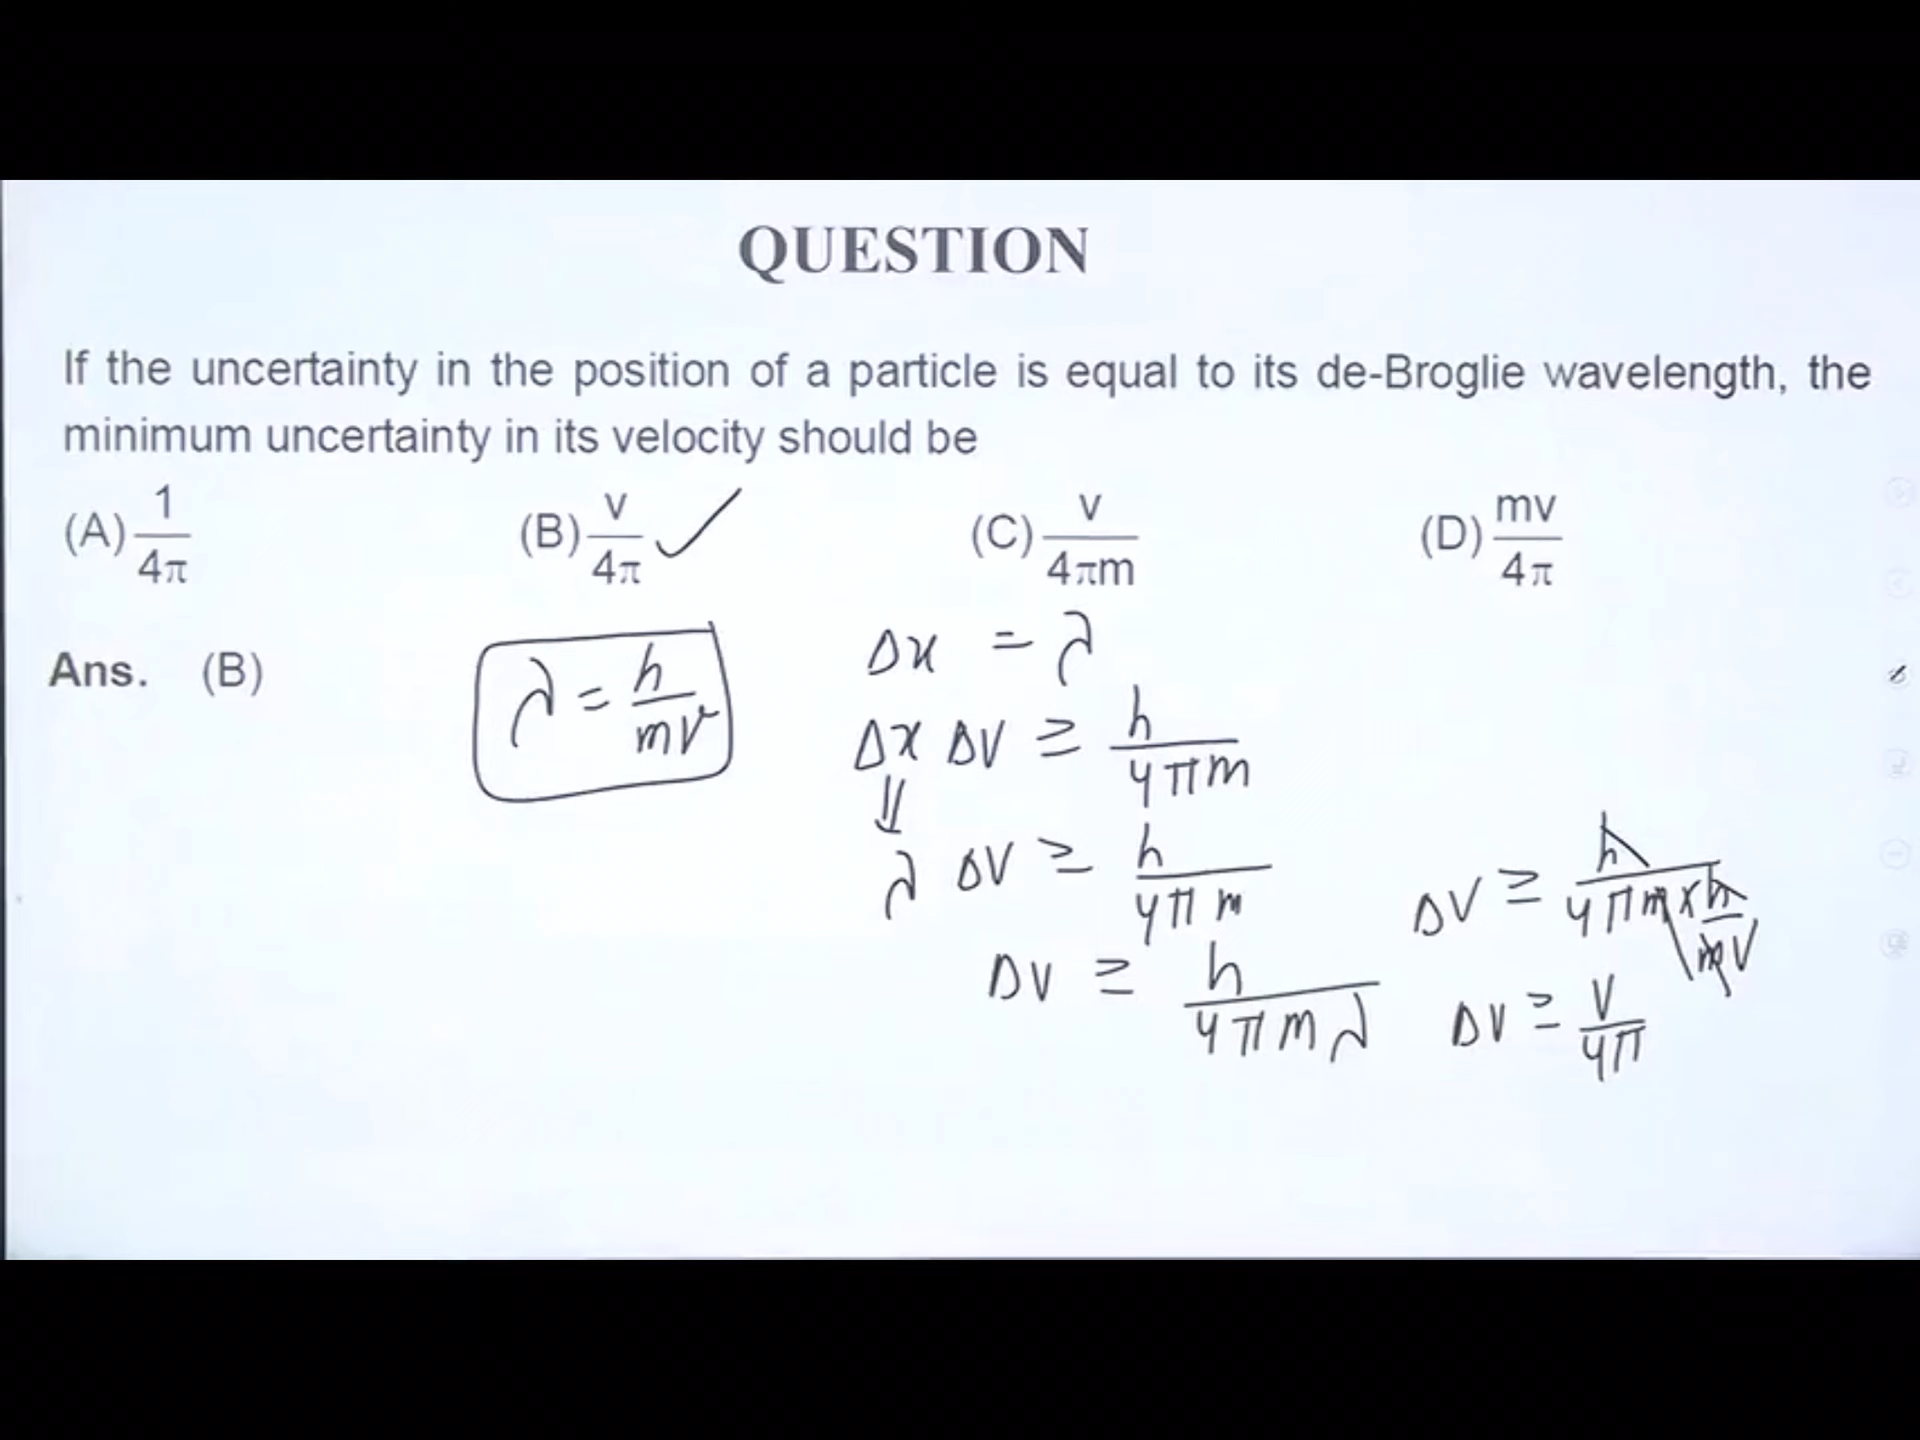 QUESTION
If the uncertainty in the position of a particle is equal to its de-Broglie wavelength, the
minimum uncertainty in its velocity should be
(A) 1/4π (B) v/4π ✓ (C) v/4πm (D) mv/4π
Ans. (B)
λ = h/mv
Δx = λ
Δx Δv ≥ h/4πm
⇓
λ Δv ≥ h/4πm
Δv ≥ h/4πmλ
Δv ≥ h/4πm×h/mv
Δv ≥ v/4π